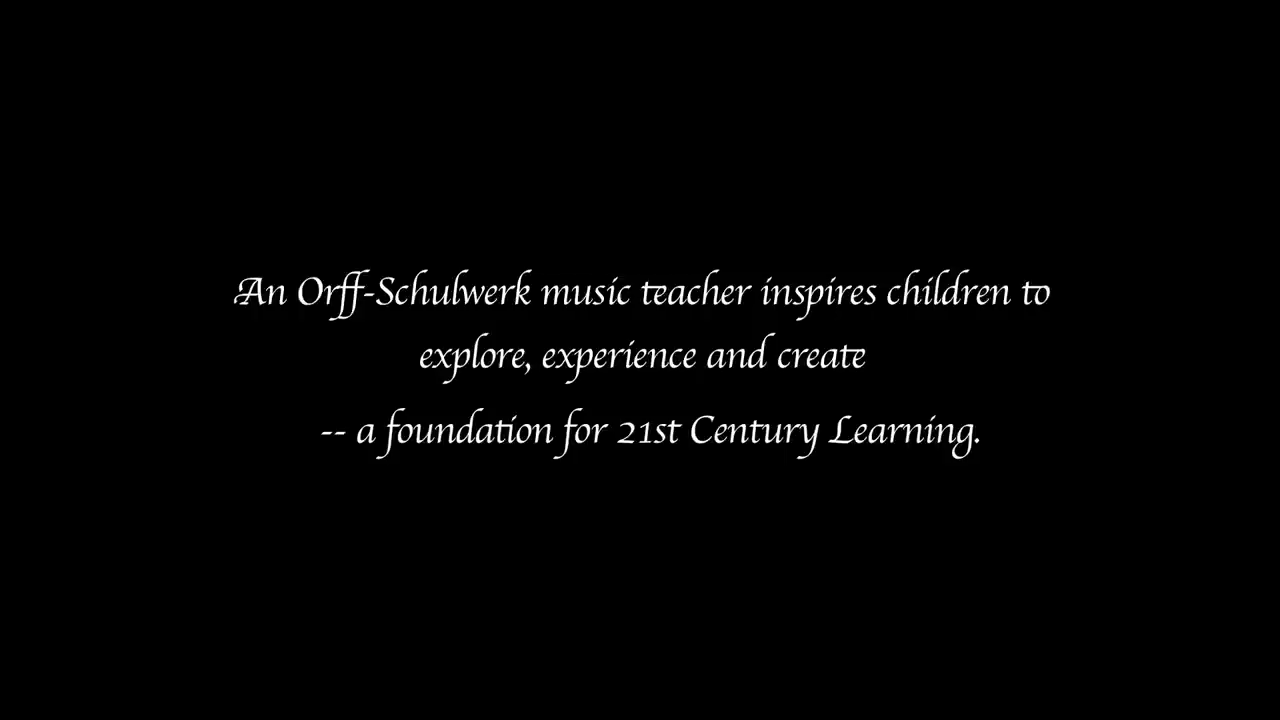 An Orff-Schulwerk music teacher inspires children to
explore, experience and create
-- a foundation for 21st Century Learning.